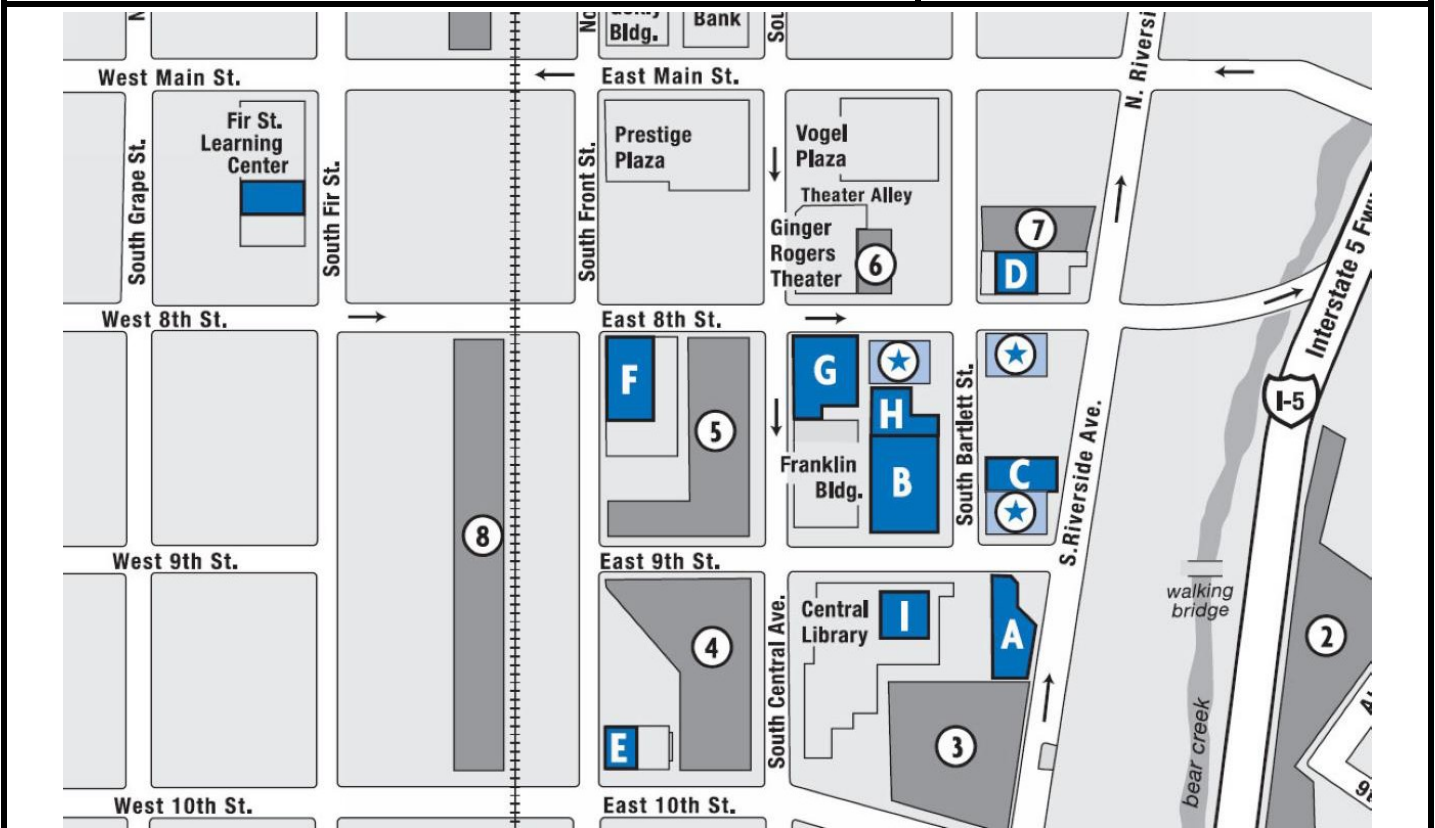 Bldg.
Bank
N. Riversi
West Main St.
East Main St.
Fir St.
Learning
Center
Prestige
Plaza
Vogel
Plaza
Theater Alley
Ginger
Rogers
Theater
6
7
D
South Grape St.
South Fir St.
South Front St.
West 8th St.
East 8th St.
Interstate 5 Fwy
I-5
F
5
G
H
B
Franklin
Bldg.
South Bartlett St.
C
S.Riverside Ave.
8
West 9th St.
East 9th St.
walking
bridge
4
South Central Ave.
Central
Library
I
A
2
E
3
bear creek
West 10th St.
East 10th St.